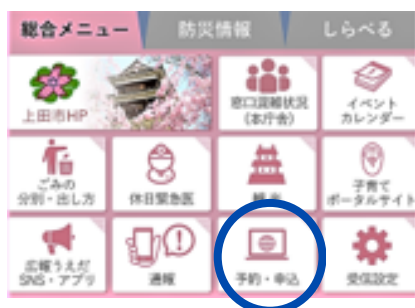 総合メニュー
防災情報
しらべる
上田市HP
窓口混雑状況
(本庁舎)
イベント
カレンダー
ごみの
分別・出し方
休日緊急医
観光
子育て
ポータルサイト
広報うえだ
SNS・アプリ
通報
予約・申込
受信設定